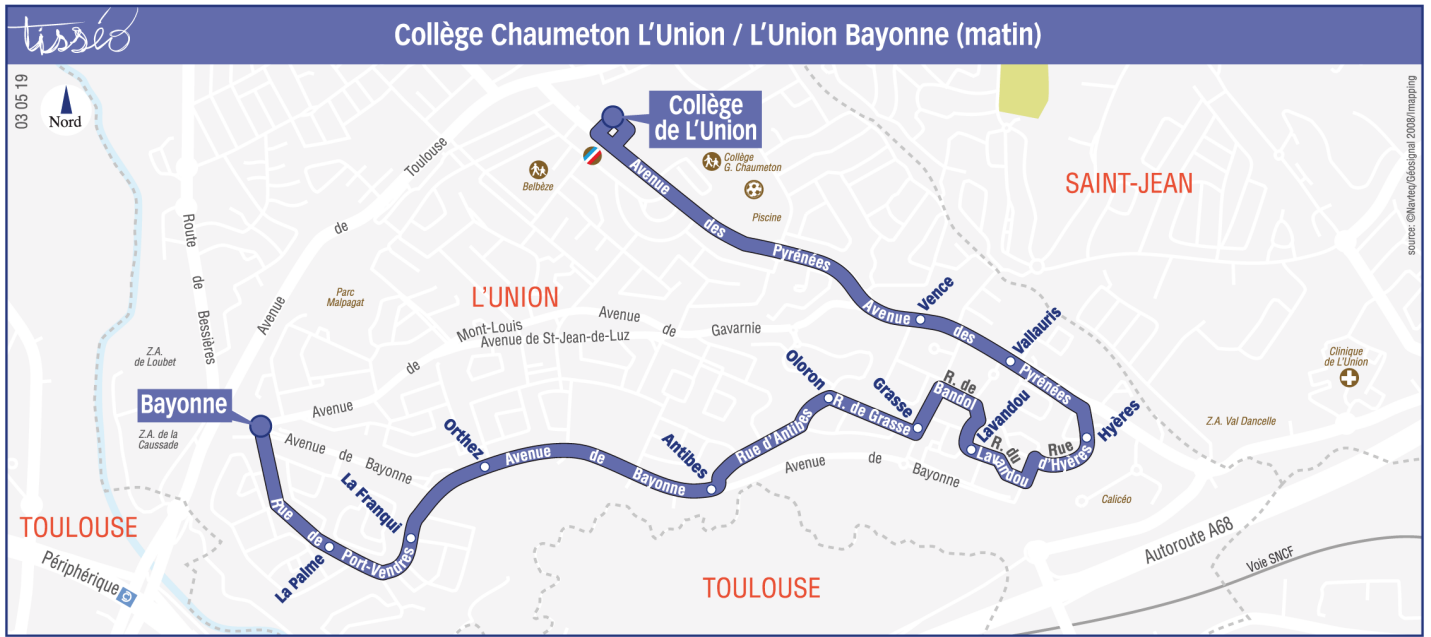 tisséo
Collège Chaumeton L'Union / L'Union Bayonne (matin)
03 05 19
Nord
source: ©Navteq/Géosignal 2008/mapping
Collège
de L'Union
Collège
G. Chaumeton
Belbèze
Piscine
SAINT-JEAN
Toulouse
de
Avenue
Avenue
des
Pyrénées
Route
de
Bessières
Parc
Malpagat
L'UNION
Mont-Louis
de
Avenue
Avenue de St-Jean-de-Luz
Avenue
de
Gavarnie
Avenue
des
Pyrénées
Vence
Vallauris
Hyères
Clinique
de L'Union
Z.A. Val Dancelle
Z.A.
de Loubet
Bayonne
Z.A. de la
Caussade
Avenue
de
Bayonne
Oloron
Grasse
R. de
Bandol
Lavandou
R. du
Lavandou
Rue
d'Hyères
R. de Grasse
Rue d'Antibes
Antibes
Orthez
Avenue
de
Bayonne
Avenue
de
Bayonne
La Franqui
Rue
de
Port-Vendres
La Palme
Calicéo
TOULOUSE
Périphérique
TOULOUSE
Autoroute A68
Voie SNCF